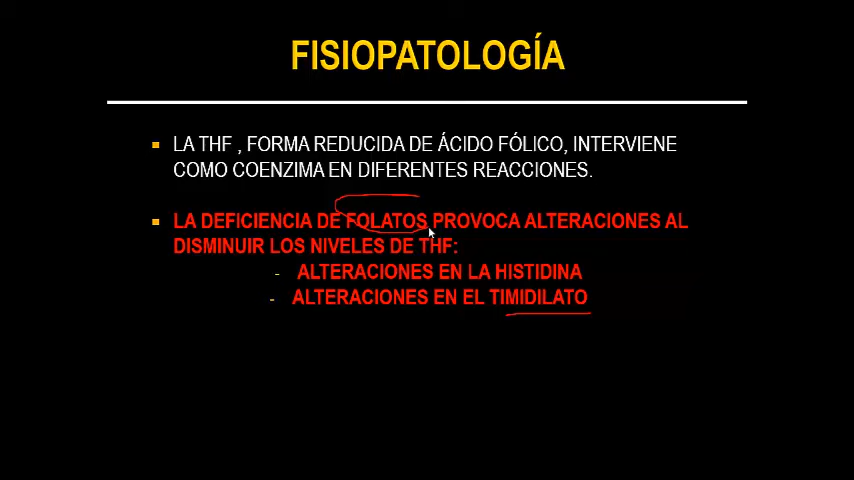 FISIOPATOLOGÍA
LA THF , FORMA REDUCIDA DE ÁCIDO FÓLICO, INTERVIENE
COMO COENZIMA EN DIFERENTES REACCIONES.
LA DEFICIENCIA DE FOLATOS PROVOCA ALTERACIONES AL
DISMINUIR LOS NIVELES DE THF:
- ALTERACIONES EN LA HISTIDINA
- ALTERACIONES EN EL TIMIDILATO